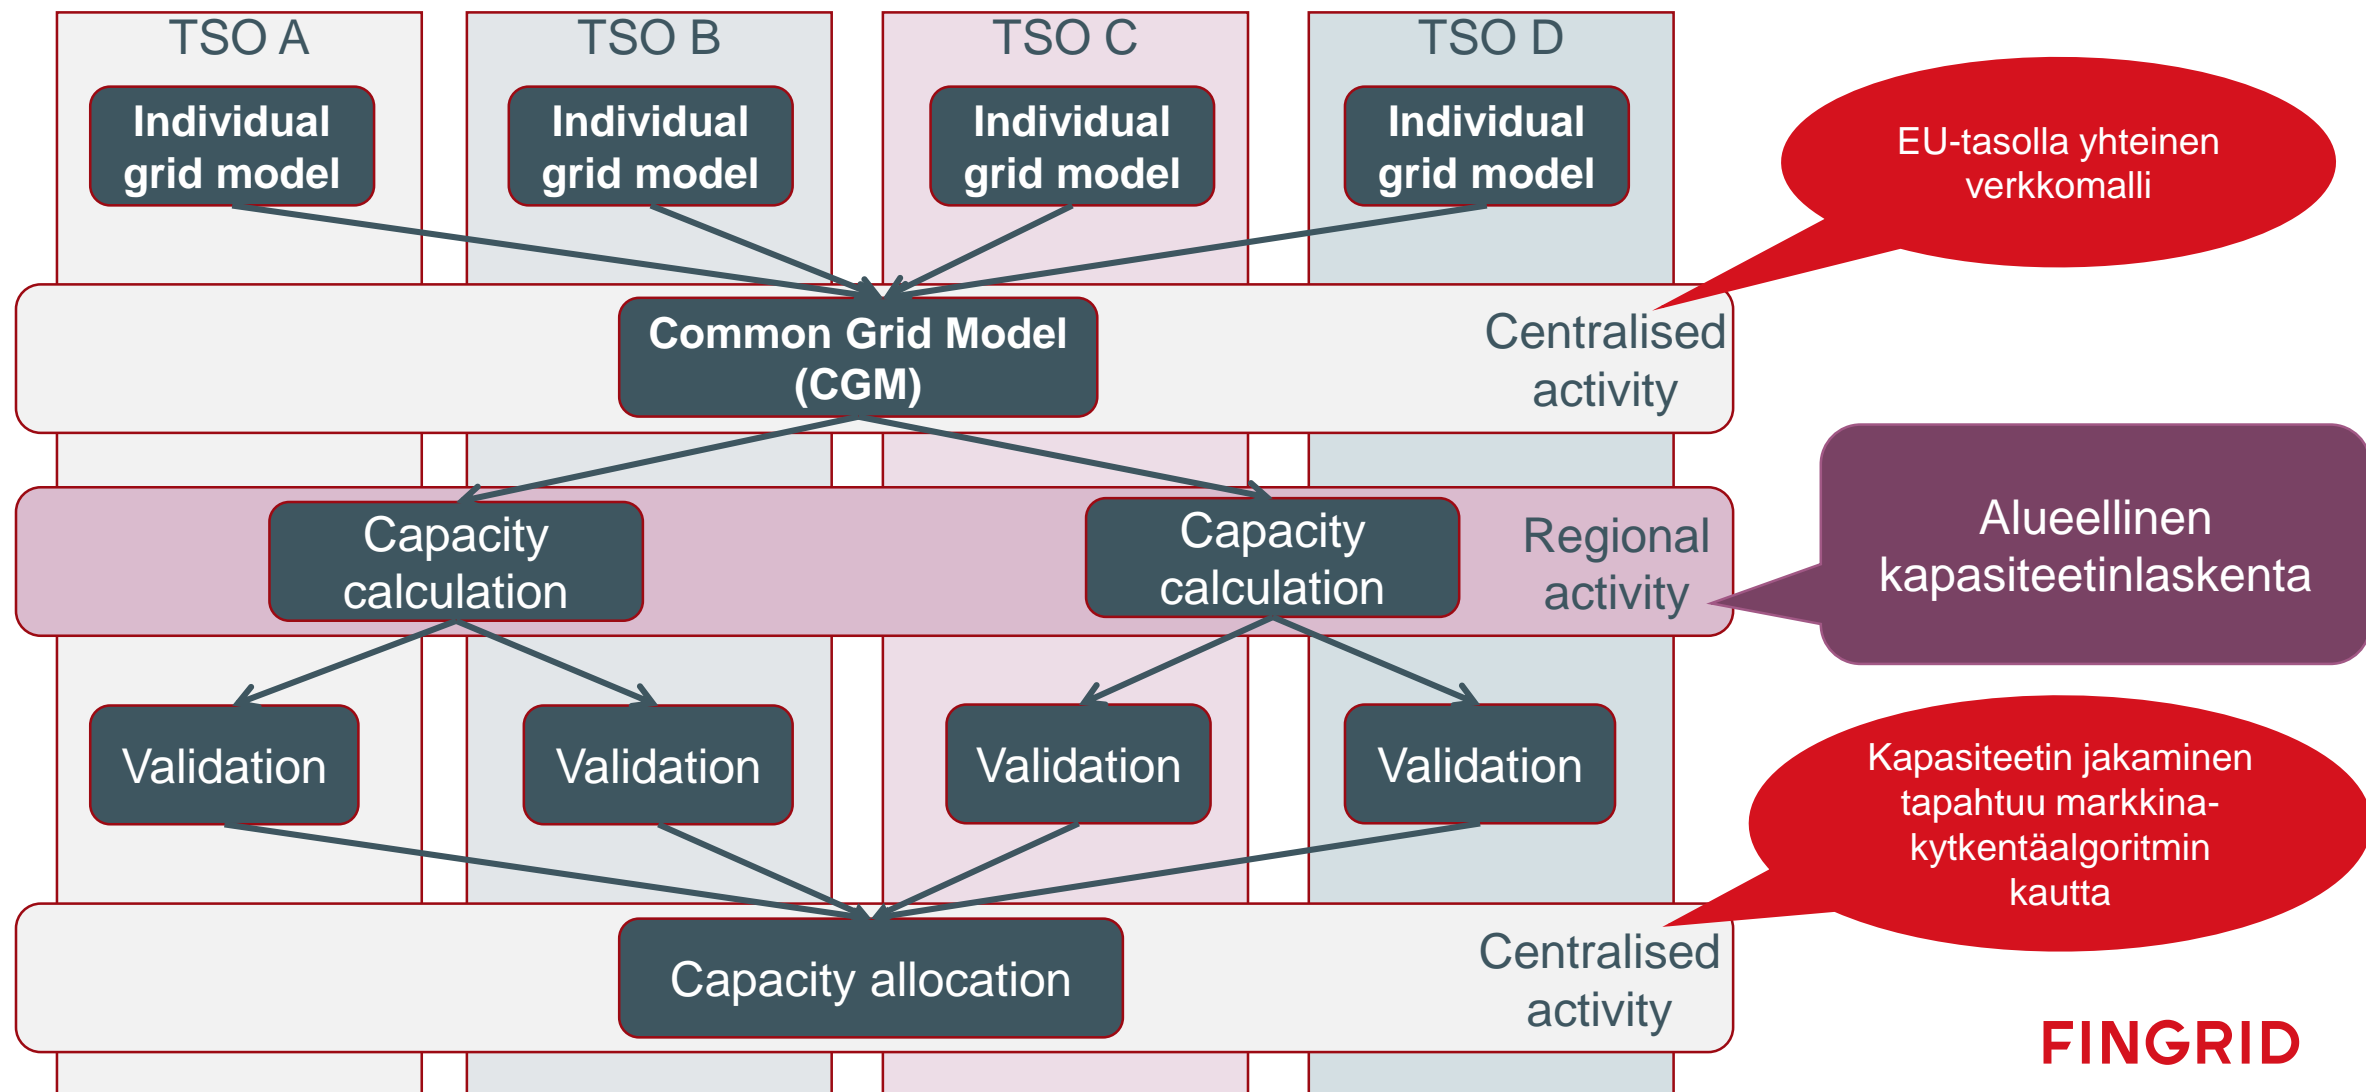 TSO A
TSO B
TSO C
TSO D
Individual
grid model
Individual
grid model
Individual
grid model
Individual
grid model
EU-tasolla yhteinen
verkkomalli
Common Grid Model
(CGM)
Centralised
activity
Capacity
calculation
Capacity
calculation
Regional
activity
Alueellinen
kapasiteetinlaskenta
Validation
Validation
Validation
Validation
Kapasiteetin jakaminen
tapahtuu markkina-
kytkentäalgoritmin
kautta
Capacity allocation
Centralised
activity
FINGRID